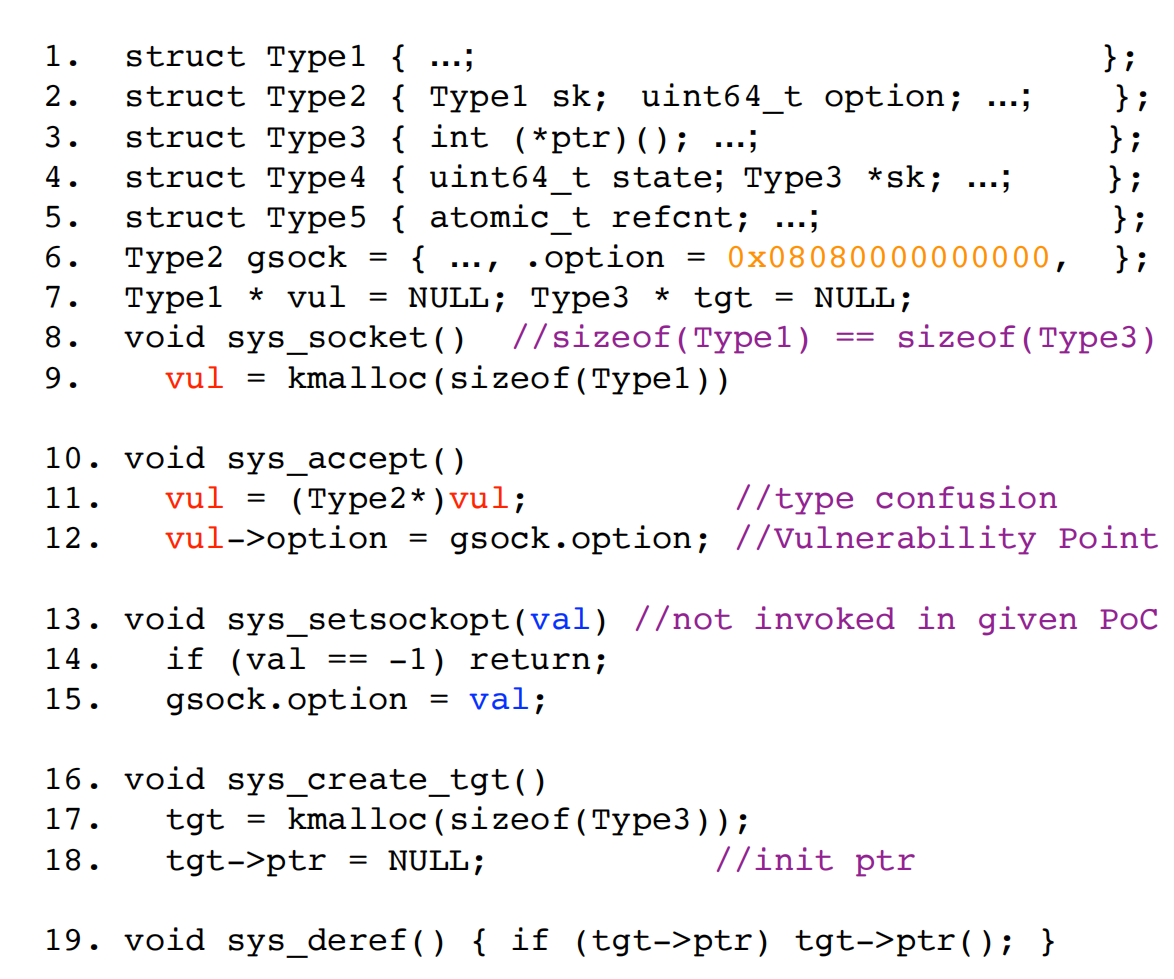 1. struct Type1 { …; };
2. struct Type2 { Type1 sk; uint64_t option; …; };
3. struct Type3 { int (*ptr)(); …; };
4. struct Type4 { uint64_t state; Type3 *sk; …; };
5. struct Type5 { atomic_t refcnt; …; };
6. Type2 gsock = { …, .option = 0x08080000000000, };
7. Type1 * vul = NULL; Type3 * tgt = NULL;
8. void sys_socket() //sizeof(Type1) == sizeof(Type3)
9. vul = kmalloc(sizeof(Type1))
10. void sys_accept()
11. vul = (Type2*)vul; //type confusion
12. vul->option = gsock.option; //Vulnerability Point
13. void sys_setsockopt(val) //not invoked in given PoC
14. if (val == -1) return;
15. gsock.option = val;
16. void sys_create_tgt()
17. tgt = kmalloc(sizeof(Type3));
18. tgt->ptr = NULL; //init ptr
19. void sys_deref() { if (tgt->ptr) tgt->ptr(); }